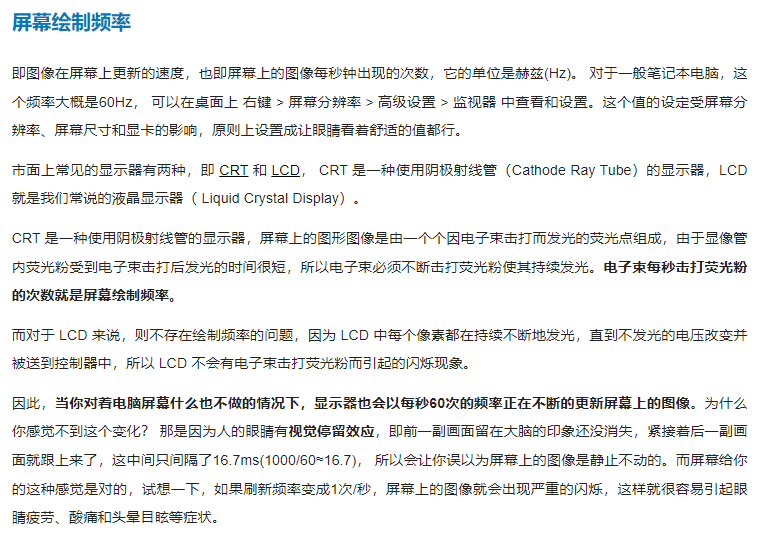 屏幕绘制频率
即图像在屏幕上更新的速度，也即屏幕上的图像每秒钟出现的次数，它的单位是赫兹(Hz)。 对于一般笔记本电脑，这
个频率大概是60Hz， 可以在桌面上 右键 > 屏幕分辨率 > 高级设置 > 监视器 中查看和设置。这个值的设定受屏幕分
辨率、屏幕尺寸和显卡的影响，原则上设置成让眼睛看着舒适的值都行。
市面上常见的显示器有两种，即 CRT 和 LCD， CRT 是一种使用阴极射线管（Cathode Ray Tube）的显示器，LCD
就是我们常说的液晶显示器（ Liquid Crystal Display）。
CRT 是一种使用阴极射线管的显示器，屏幕上的图形图像是由一个个因电子束击打而发光的荧光点组成，由于显像管
内荧光粉受到电子束击打后发光的时间很短，所以电子束必须不断击打荧光粉使其持续发光。电子束每秒击打荧光粉
的次数就是屏幕绘制频率。
而对于 LCD 来说，则不存在绘制频率的问题，因为 LCD 中每个像素都在持续不断地发光，直到不发光的电压改变并
被送到控制器中，所以 LCD 不会有电子束击打荧光粉而引起的闪烁现象。
因此，当你对着电脑屏幕什么也不做的情况下，显示器也会以每秒60次的频率正在不断的更新屏幕上的图像。为什么
你感觉不到这个变化？ 那是因为人的眼睛有视觉停留效应，即前一副画面留在大脑的印象还没消失，紧接着后一副画
面就跟上来了，这中间只间隔了16.7ms(1000/60≈16.7)， 所以会让你误以为屏幕上的图像是静止不动的。而屏幕给你
的这种感觉是对的，试想一下，如果刷新频率变成1次/秒，屏幕上的图像就会出现严重的闪烁，这样就很容易引起眼
睛疲劳、酸痛和头晕目眩等症状。